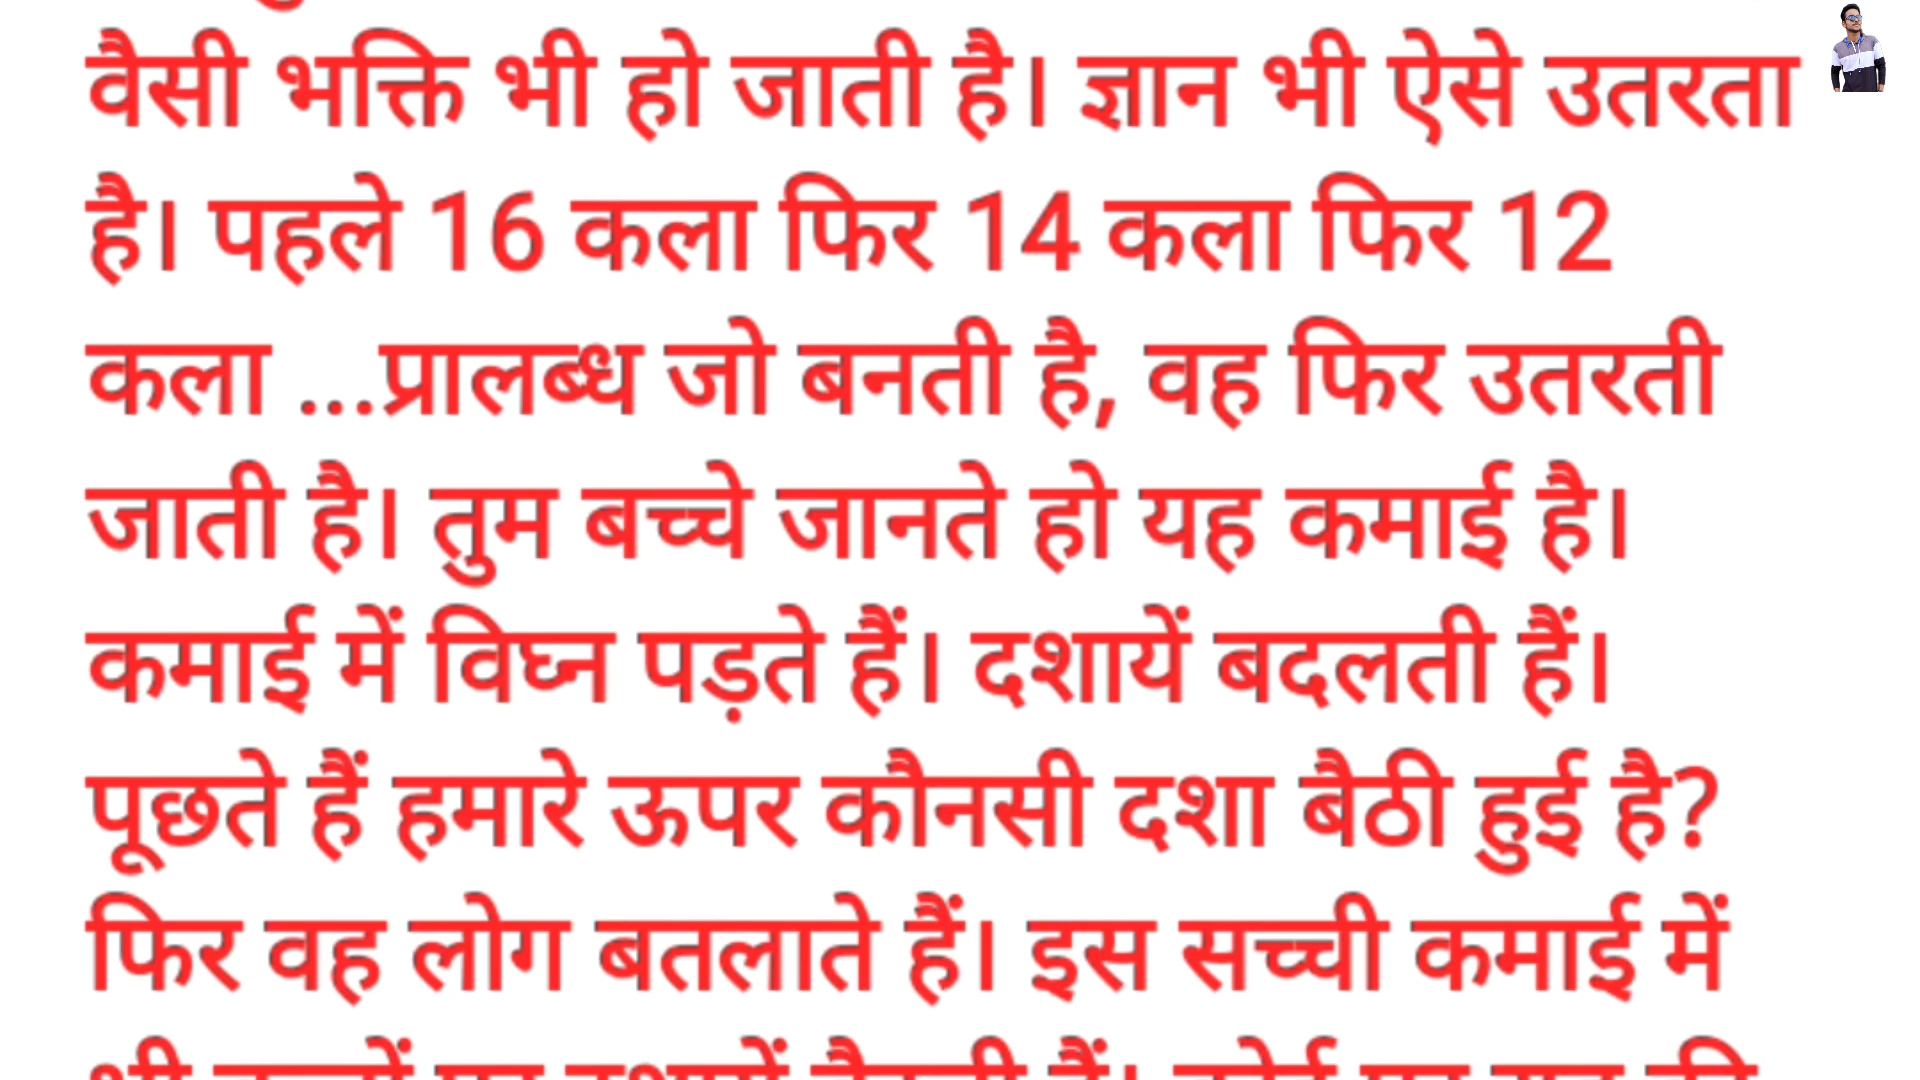 वैसी भक्ति भी हो जाती है। ज्ञान भी ऐसे उतरता
है। पहले 16 कला फिर 14 कला फिर 12
कला ...प्रालब्ध जो बनती है, वह फिर उतरती
जाती है। तुम बच्चे जानते हो यह कमाई है।
कमाई में विघ्न पड़ते हैं। दशायें बदलती हैं।
पूछते हैं हमारे ऊपर कौनसी दशा बैठी हुई है?
फिर वह लोग बतलाते हैं। इस सच्ची कमाई में